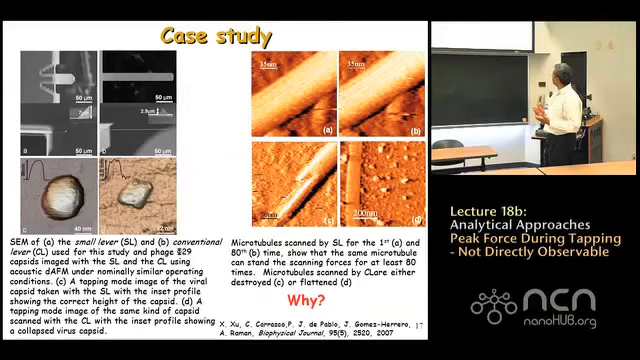 Case study
50 μm
50 μm
2.9μm
50 μm
50 μm
B
D
C
40 nm
42 nm
SEM of (a) the small lever (SL) and (b) conventional
lever (CL) used for this study and phage φ29
capsids imaged with the SL and the CL using
acoustic dAFM under nominally similar operating
conditions. (c) A tapping mode image of the viral
capsid taken with the SL with the inset profile
showing the correct height of the capsid. (d) A
tapping mode image of the same kind of capsid
scanned with the CL with the inset profile showing
a collapsed virus capsid.
35nm
35nm
(a)
(b)
200nm
(c)
(d)
Microtubules scanned by SL for the 1st (a) and
80th (b) time, show that the same microtubule
can stand the scanning forces for at least 80
times. Microtubules scanned by CLare either
destroyed (c) or flattened (d)
Why?
X. Xu, C. Carrasco,P. J. de Pablo, J. Gomez-Herrero,
A. Raman, Biophysical Journal, 95(5), 2520, 2007
17
Lecture 18b:
Analytical Approaches
Peak Force During Tapping
- Not Directly Observable
ncn
nanoHUB.org